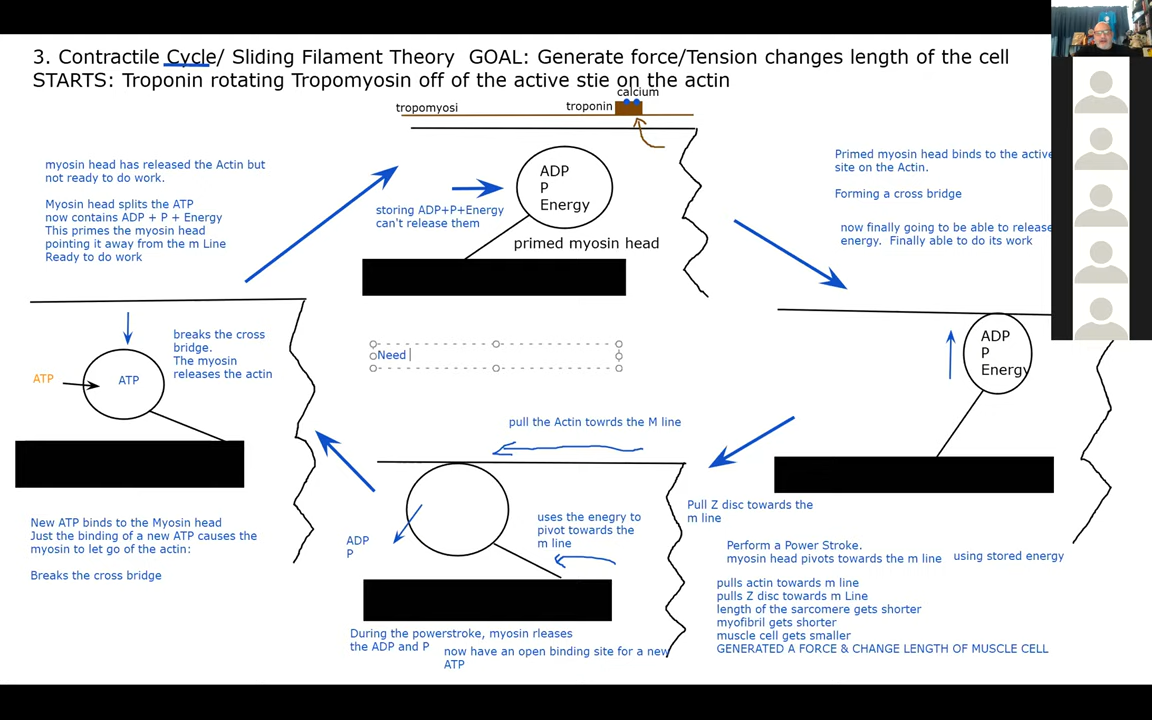 3. Contractile Cycle/ Sliding Filament Theory  GOAL: Generate force/Tension changes length of the cell
STARTS: Troponin rotating Tropomyosin off of the active stie on the actin
calcium
tropomyosi
troponin
myosin head has released the Actin but
not ready to do work.
Myosin head splits the ATP
now contains ADP + P + Energy
This primes the myosin head
pointing it away from the m Line
Ready to do work
ADP
P
Energy
storing ADP+P+Energy
can't release them
primed myosin head
Primed myosin head binds to the active
site on the Actin.
Forming a cross bridge
now finally going to be able to release
energy.  Finally able to do its work
breaks the cross
bridge.
The myosin
releases the actin
ATP
ATP
Need
ADP
P
Energy
pull the Actin towrds the M line
New ATP binds to the Myosin head
Just the binding of a new ATP causes the
myosin to let go of the actin:
Breaks the cross bridge
ADP
P
uses the enegry to
pivot towards the
m line
During the powerstroke, myosin rleases
the ADP and P
now have an open binding site for a new
ATP
Pull Z disc towards the
m line
Perform a Power Stroke.
myosin head pivots towards the m line
using stored energy
pulls actin towards m line
pulls Z disc towards m Line
length of the sarcomere gets shorter
myofibril gets shorter
muscle cell gets smaller
GENERATED A FORCE & CHANGE LENGTH OF MUSCLE CELL